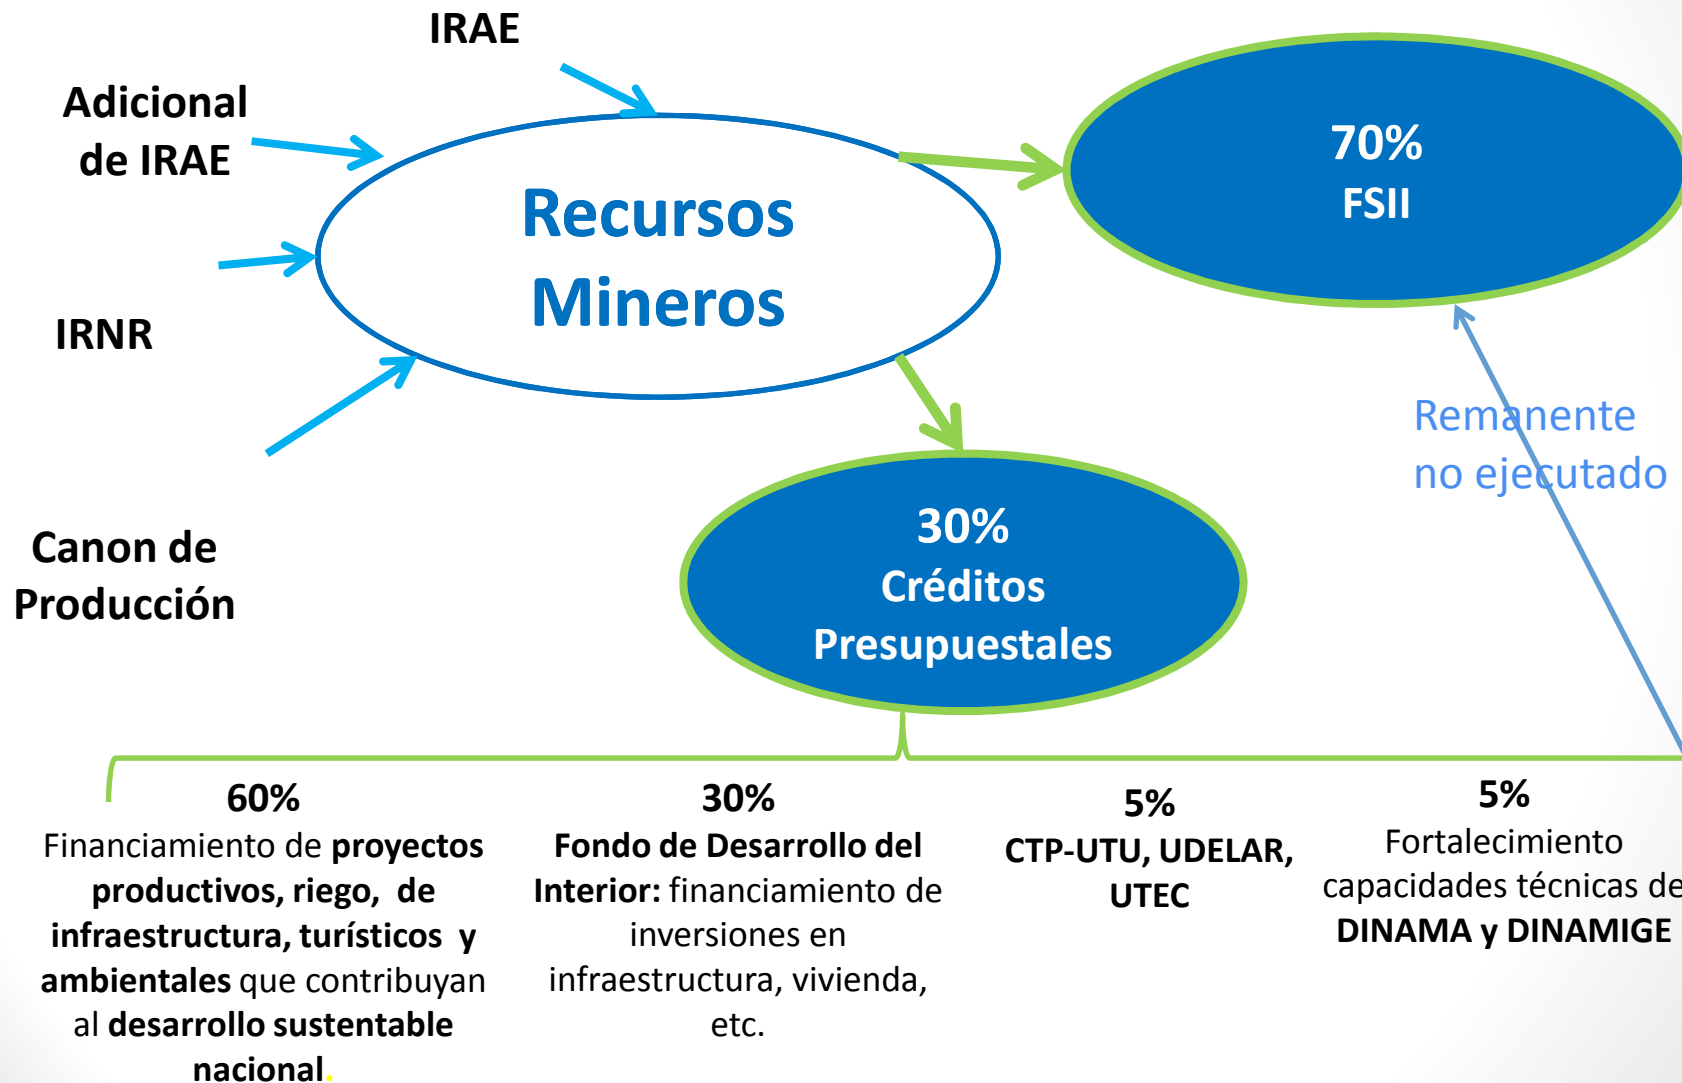 IRAE
Adicional
de IRAE
IRNR
Canon de
Producción
Recursos
Mineros
70%
FSII
Remanente
no ejecutado
30%
Créditos
Presupuestales
60%
Financiamiento de proyectos
productivos, riego, de
infraestructura, turísticos y
ambientales que contribuyan
al desarrollo sustentable
nacional.
30%
Fondo de Desarrollo del
Interior: financiamiento de
inversiones en
infraestructura, vivienda,
etc.
5%
CTP-UTU, UDELAR,
UTEC
5%
Fortalecimiento
capacidades técnicas de
DINAMA y DINAMIGE